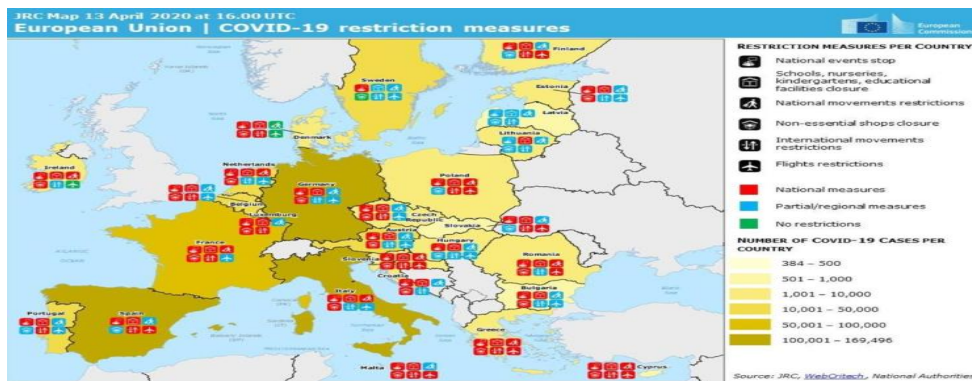 JRC Map 13 April 2020 at 16.00 UTC
European Union | COVID-19 restriction measures
European
Commission
RESTRICTION MEASURES PER COUNTRY
National events stop
Schools, nurseries,
kindergartens, educational
facilities closure
National movements restrictions
Non-essential shops closure
International movements
restrictions
Flights restrictions
National measures
Partial/regional measures
No restrictions
NUMBER OF COVID-19 CASES PER
COUNTRY
384 – 500
501 – 1,000
1,001 – 10,000
10,001 – 50,000
50,001 – 100,000
100,001 – 169,496
Source: JRC, WebCritech, National Authorities
Finland
Sweden
Estonia
Latvia
Lithuania
Denmark
Ireland
Netherlands
Germany
Poland
Belgium
Luxemburg
Czech
Republic
Slovakia
Austria
Hungary
France
Slovenia
Romania
Croatia
Italy
Bulgaria
Portugal
Spain
Greece
Malta
Cyprus